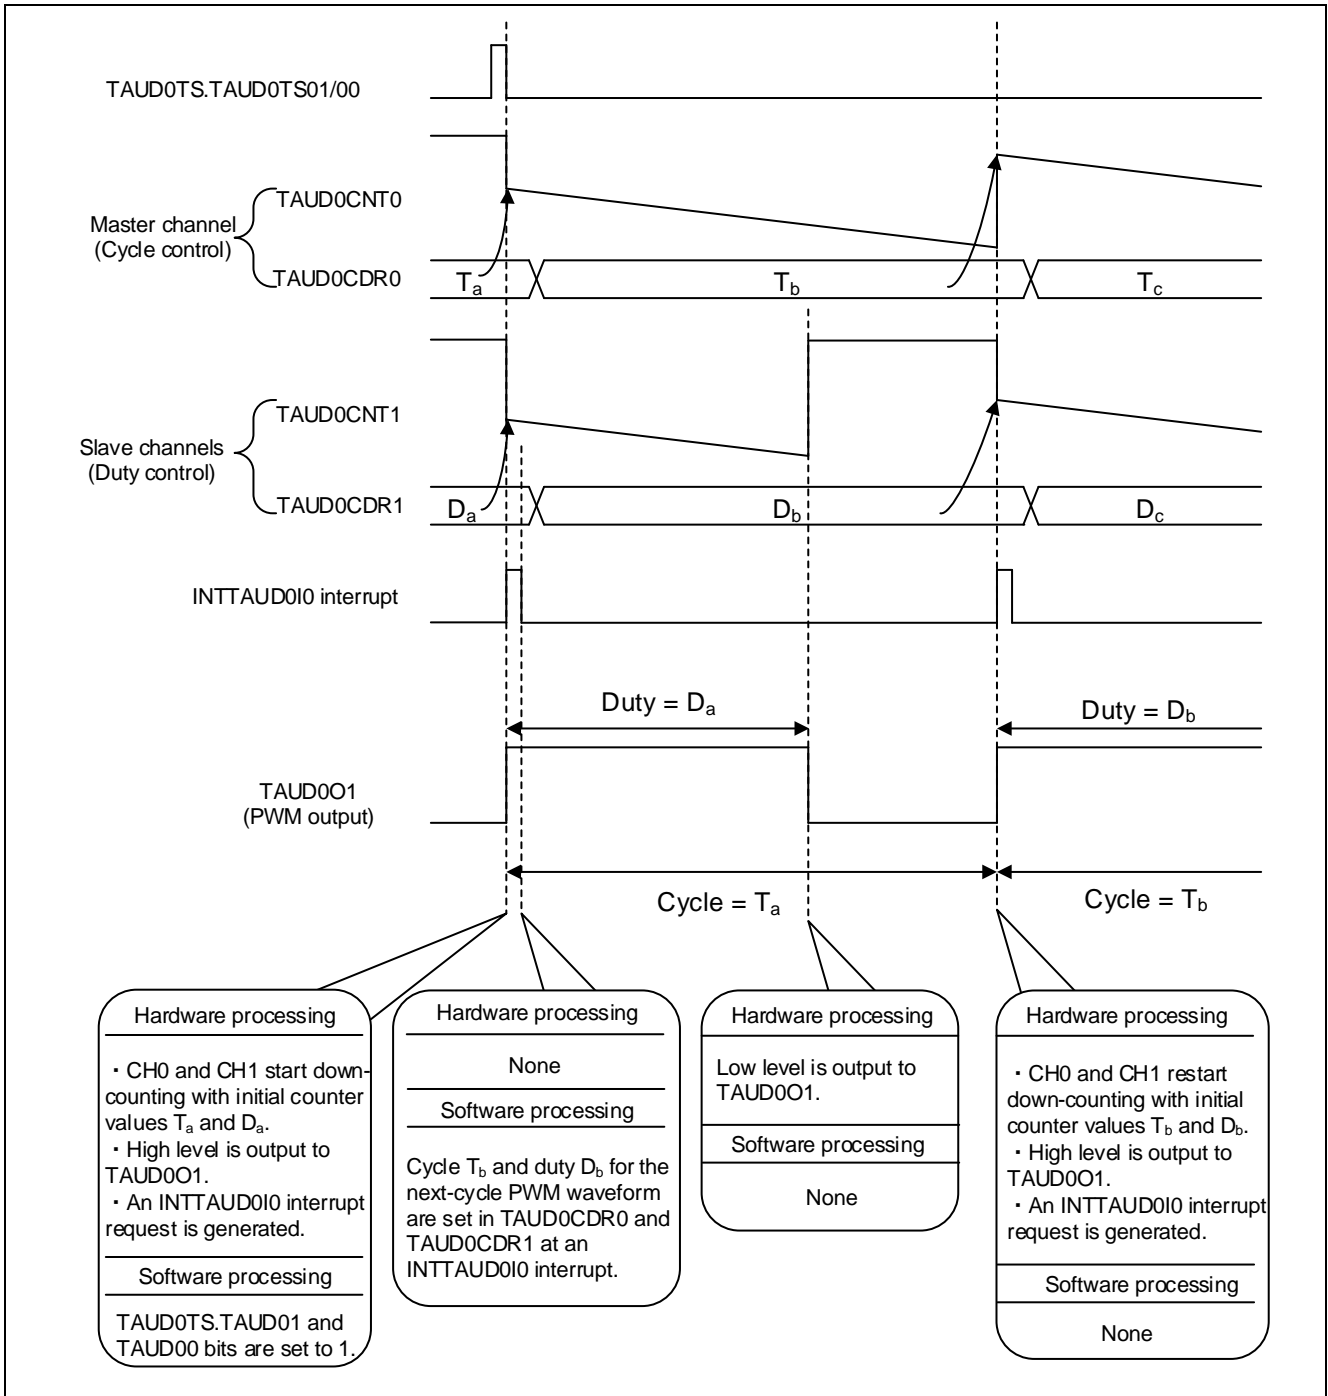 TAUD0TS.TAUD0TS01/00
TAUD0CNT0
Master channel
(Cycle control)
TAUD0CDR0
Ta
Tb
Tc
TAUD0CNT1
Slave channels
(Duty control)
TAUD0CDR1
Da
Db
Dc
INTTAUD0I0 interrupt
Duty = Da
Duty = Db
TAUD0O1
(PWM output)
Cycle = Ta
Cycle = Tb
Hardware processing
・CH0 and CH1 start down-
counting with initial counter
values Ta and Da.
・High level is output to
TAUD0O1.
・An INTTAUD0I0 interrupt
request is generated.
Software processing
TAUD0TS.TAUD01 and
TAUD00 bits are set to 1.
Hardware processing
None
Software processing
Cycle Tb and duty Db for the
next-cycle PWM waveform
are set in TAUD0CDR0 and
TAUD0CDR1 at an
INTTAUD0I0 interrupt.
Hardware processing
Low level is output to
TAUD0O1.
Software processing
None
Hardware processing
・CH0 and CH1 restart
down-counting with initial
counter values Tb and Db.
・High level is output to
TAUD0O1.
・An INTTAUD0I0 interrupt
request is generated.
Software processing
None